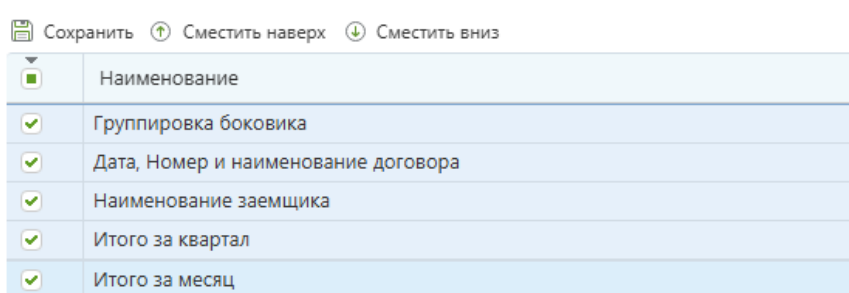 Сохранить Сместить наверх Сместить вниз
Наименование
Группировка боковика
Дата, Номер и наименование договора
Наименование заемщика
Итого за квартал
Итого за месяц